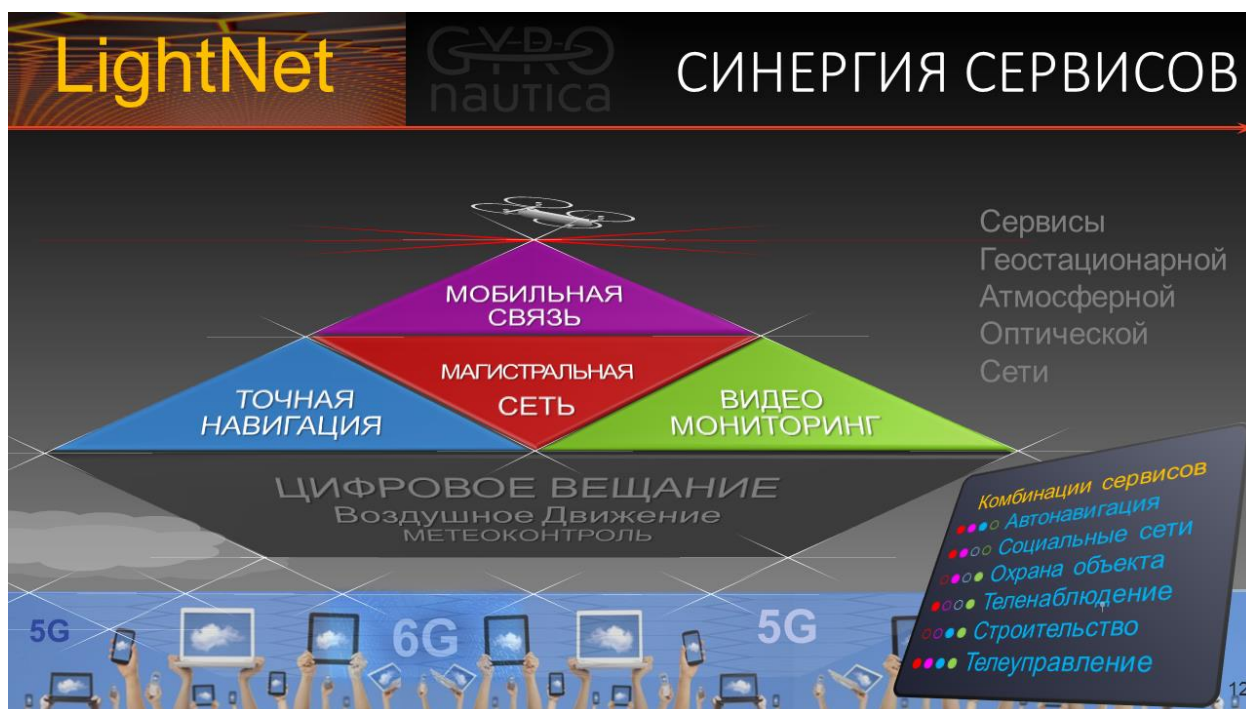 LightNet
GYRO
nautica
СИНЕРГИЯ СЕРВИСОВ
Сервисы
Геостационарной
Атмосферной
Оптической
Сети
МОБИЛЬНАЯ
СВЯЗЬ
МАГИСТРАЛЬНАЯ
СЕТЬ
ТОЧНАЯ
НАВИГАЦИЯ
ВИДЕО
МОНИТОРИНГ
ЦИФРОВОЕ ВЕЩАНИЕ
Воздушное Движение
МЕТЕОКОНТРОЛЬ
Комбинации сервисов
Автонавигация
Социальные сети
Охрана объекта
Теленаблюдение
Строительство
Телеуправление
5G
6G
5G
12